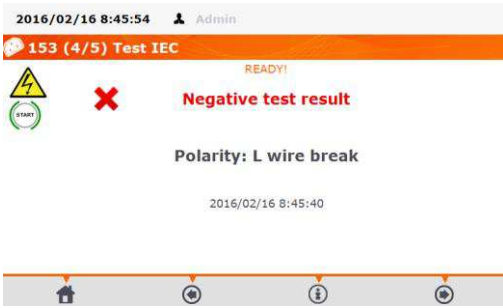 2016/02/16 8:45:54 Admin
153 (4/5) Test IEC
READY!
START
Negative test result
Polarity: L wire break
2016/02/16 8:45:40